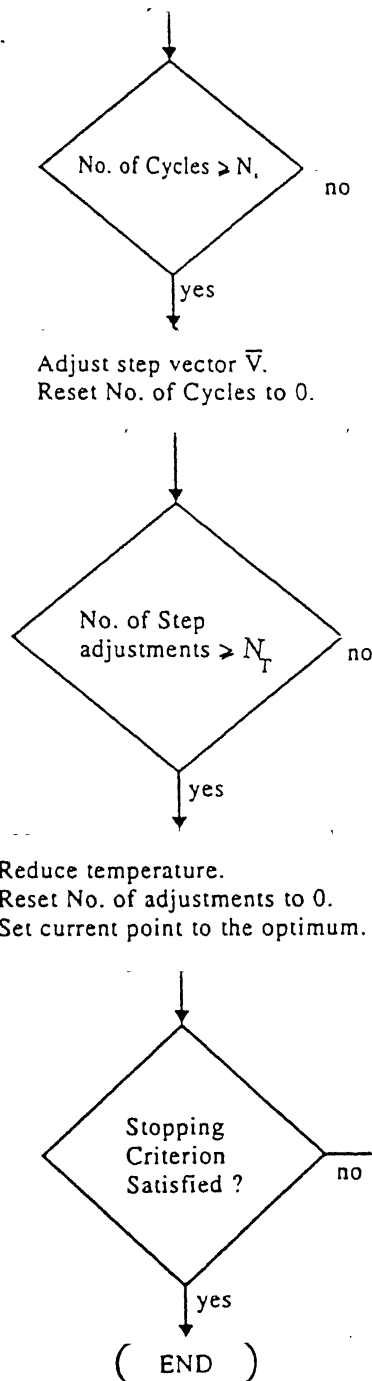 No. of Cycles ⩾ N
no
yes
Adjust step vector V̅.
Reset No. of Cycles to 0.
No. of Step
adjustments ⩾ N_T
no
yes
Reduce temperature.
Reset No. of adjustments to 0.
Set current point to the optimum.
Stopping
Criterion
Satisfied ?
no
yes
( END )